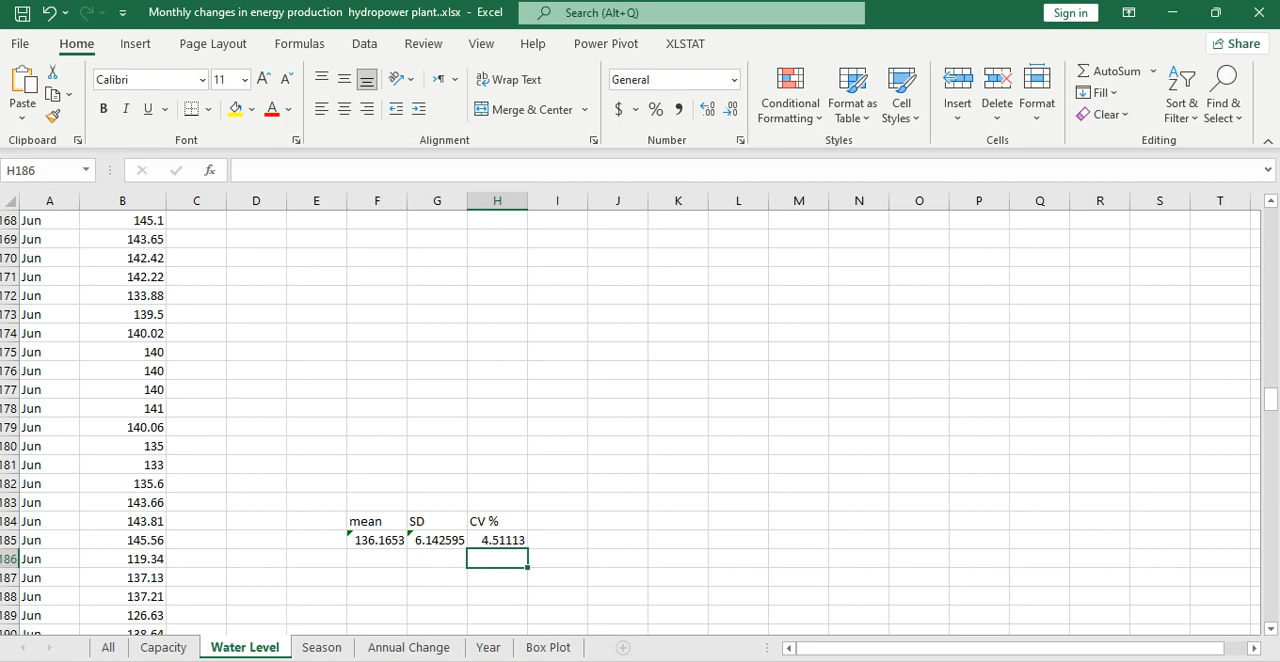 Monthly changes in energy production hydropower plant..xlsx - Excel
Search (Alt+Q)
Sign in
File Home Insert Page Layout Formulas Data Review View Help Power Pivot XLSTAT Share
Paste
Clipboard
Calibri 11
B I U A
Font
Wrap Text
Merge & Center
Alignment
General
$ % 9
Number
Conditional Formatting
Format as Table
Cell Styles
Styles
Insert Delete Format
Cells
AutoSum
Fill
Clear
Sort & Filter
Find & Select
Editing
H186 fx
A B C D E F G H I J K L M N O P Q R S T
168 Jun 145.1
169 Jun 143.65
170 Jun 142.42
171 Jun 142.22
172 Jun 133.88
173 Jun 139.5
174 Jun 140.02
175 Jun 140
176 Jun 140
177 Jun 140
178 Jun 141
179 Jun 140.06
180 Jun 135
181 Jun 133
182 Jun 135.6
183 Jun 143.66
184 Jun 143.81 mean SD CV %
185 Jun 145.56 136.1653 6.142595 4.51113
186 Jun 119.34
187 Jun 137.13
188 Jun 137.21
189 Jun 126.63
190 Jun 138.64
All Capacity Water Level Season Annual Change Year Box Plot